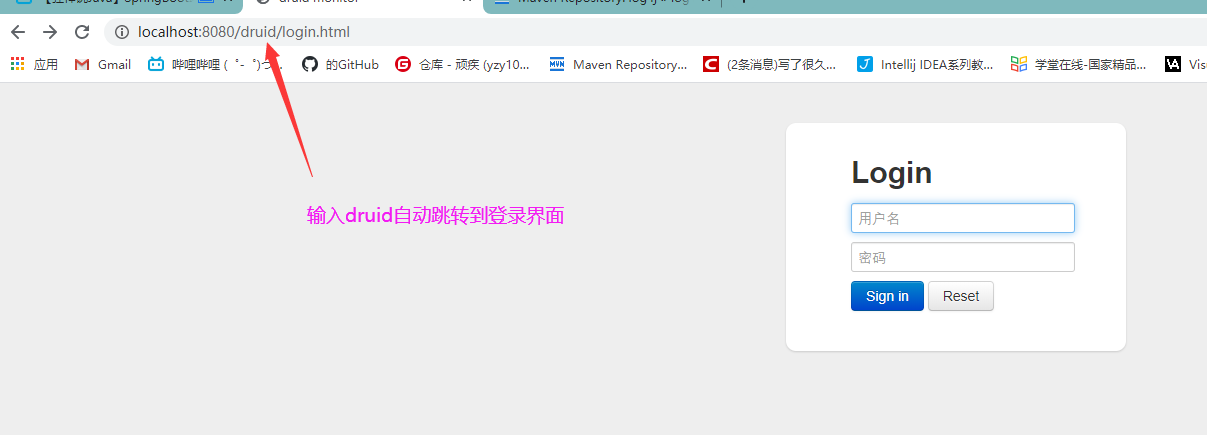 localhost:8080/druid/login.html
应用 Gmail 哔哩哔哩 ( ゜- ゜)つ... 的GitHub 仓库 - 顽疾 (yzy10... Maven Repository... (2条消息)写了很久... Intellij IDEA系列教... 学堂在线-国家精品... Vis
Login
用户名
输入druid自动跳转到登录界面
密码
Sign in Reset